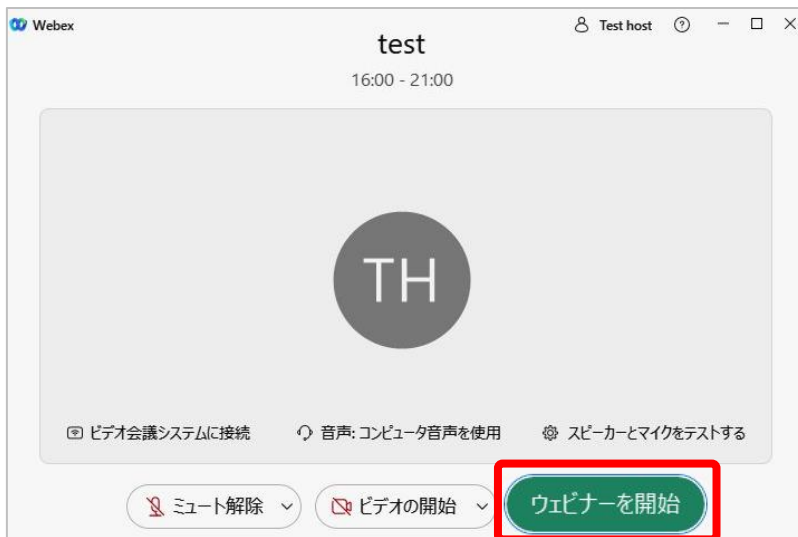 Webex
Test host
test
16:00 - 21:00
TH
ビデオ会議システムに接続
音声: コンピュータ音声を使用
スピーカーとマイクをテストする
ミュート解除
ビデオの開始
ウェビナーを開始